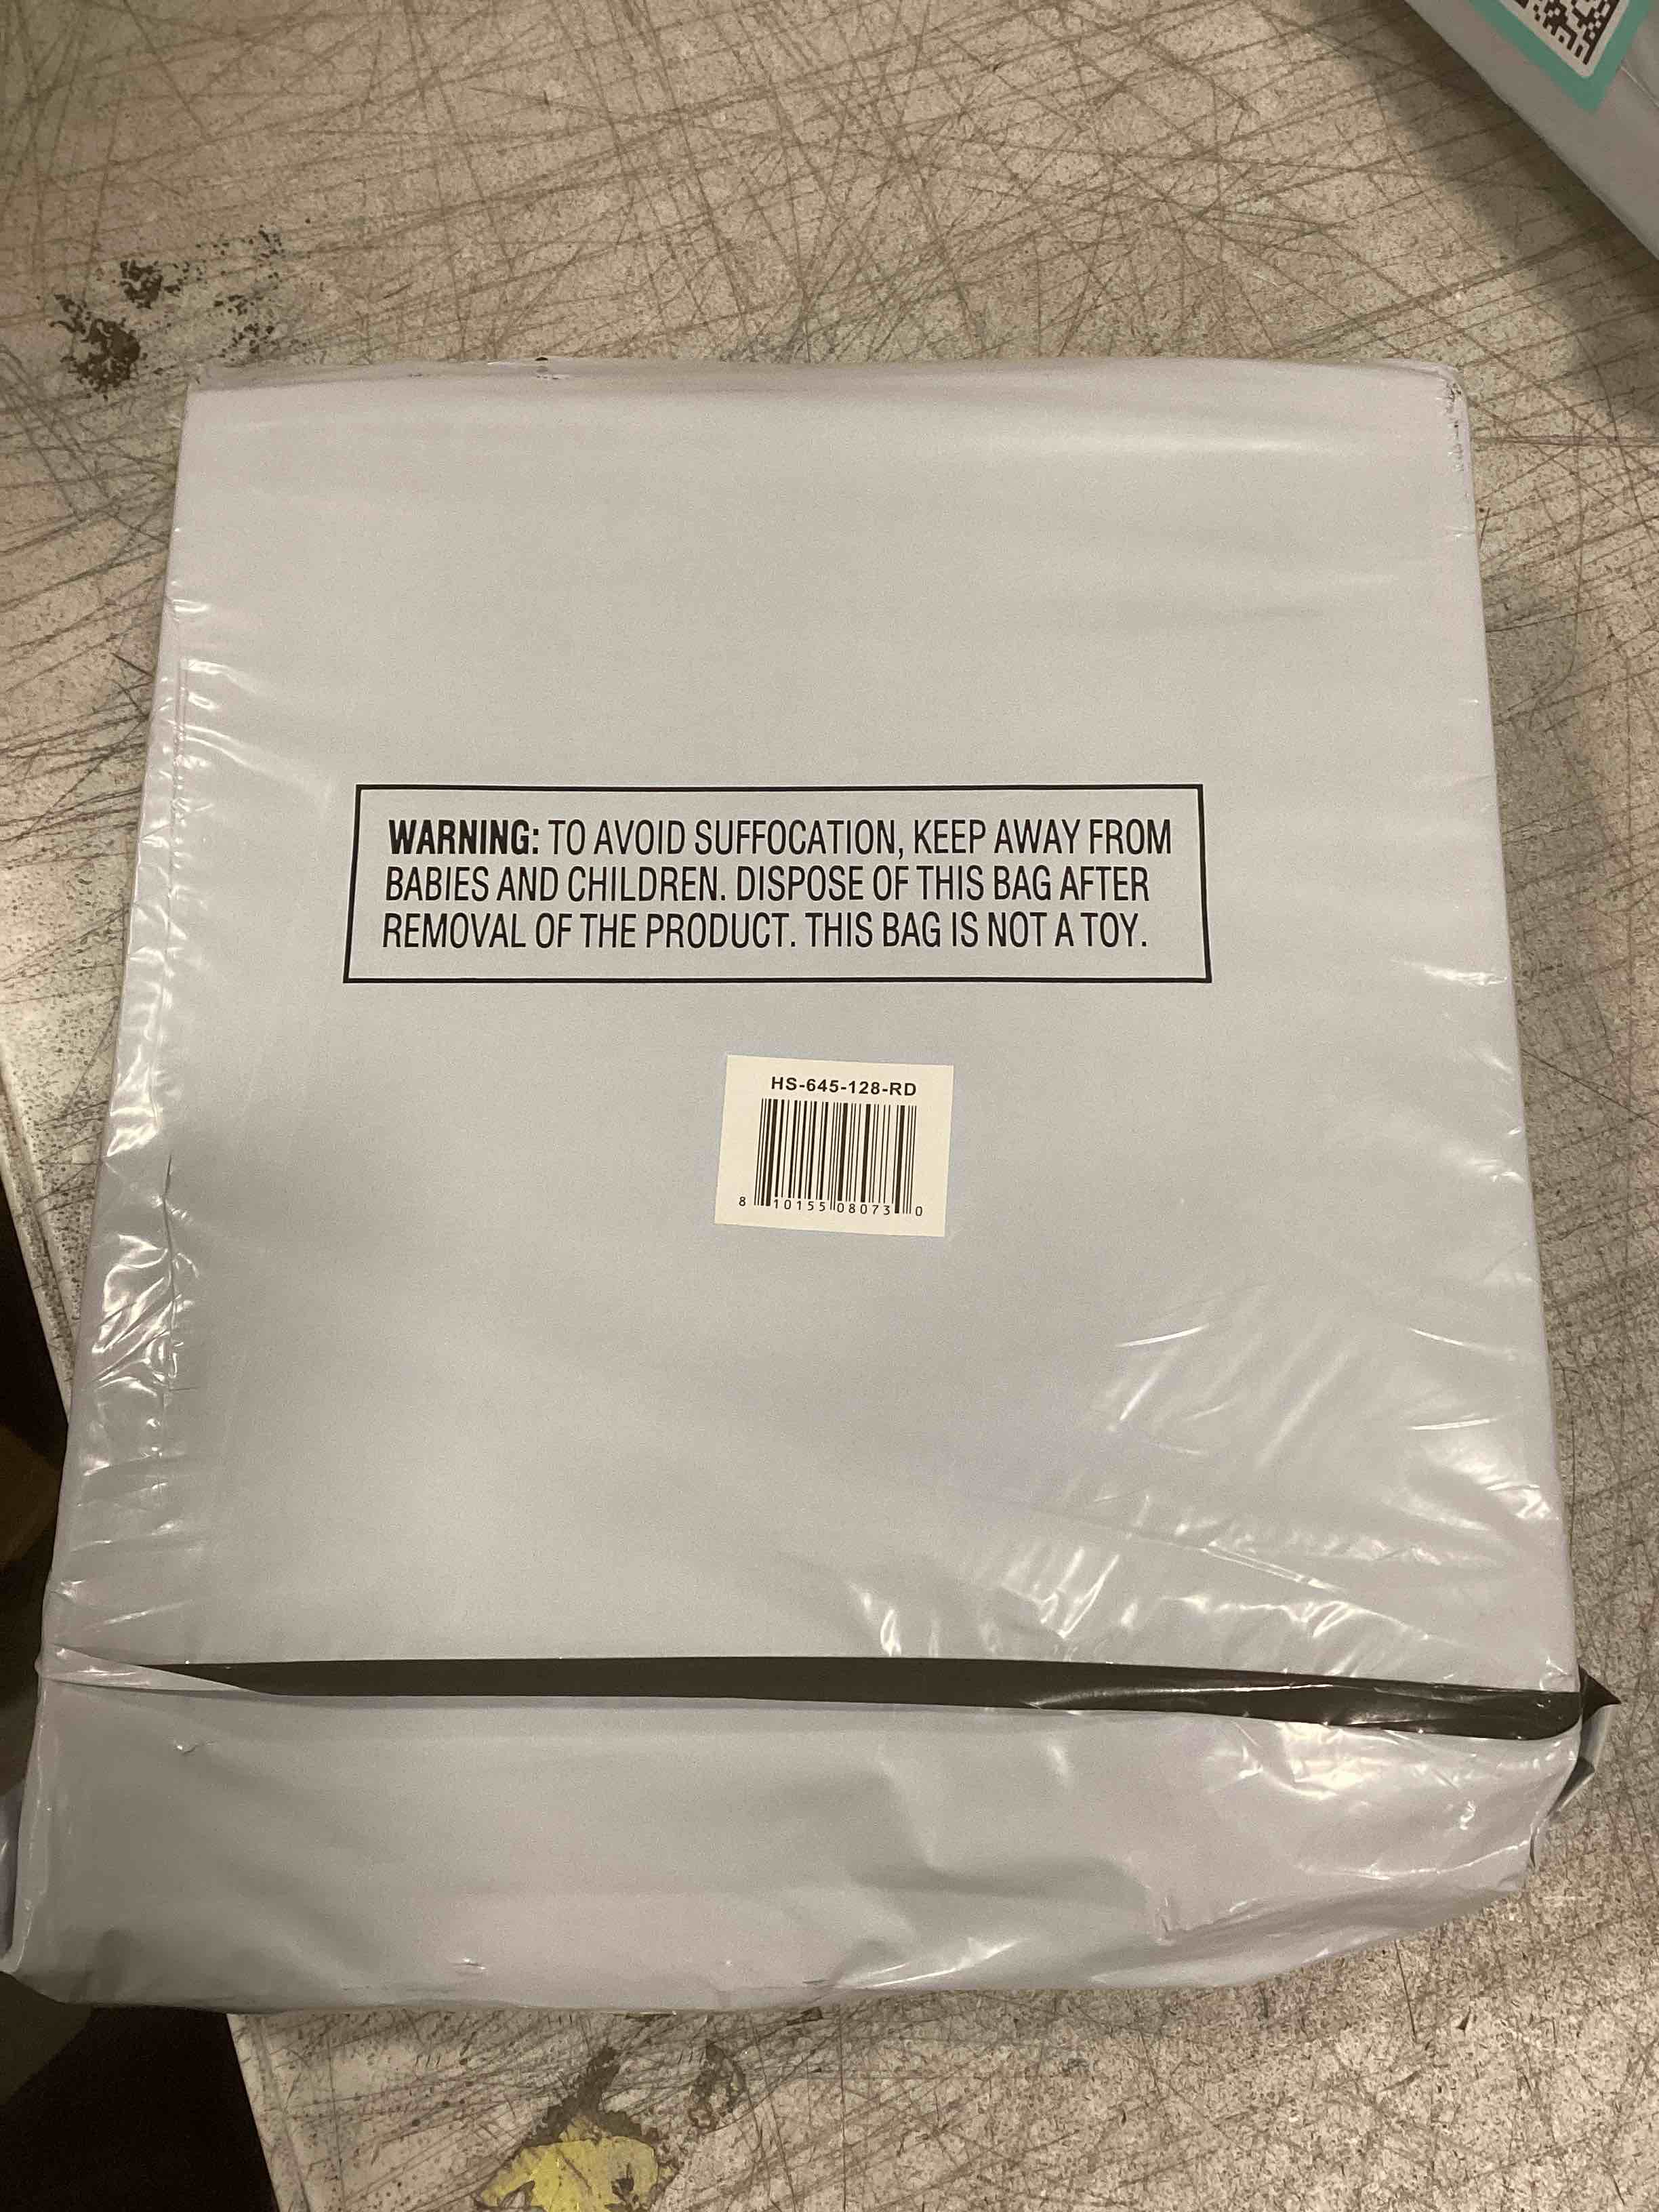 WARNING: TO AVOID SUFFOCATION, KEEP AWAY FROM
BABIES AND CHILDREN. DISPOSE OF THIS BAG AFTER
REMOVAL OF THE PRODUCT. THIS BAG IS NOT A TOY.
HS-645-128-RD
8 10155 08073 0